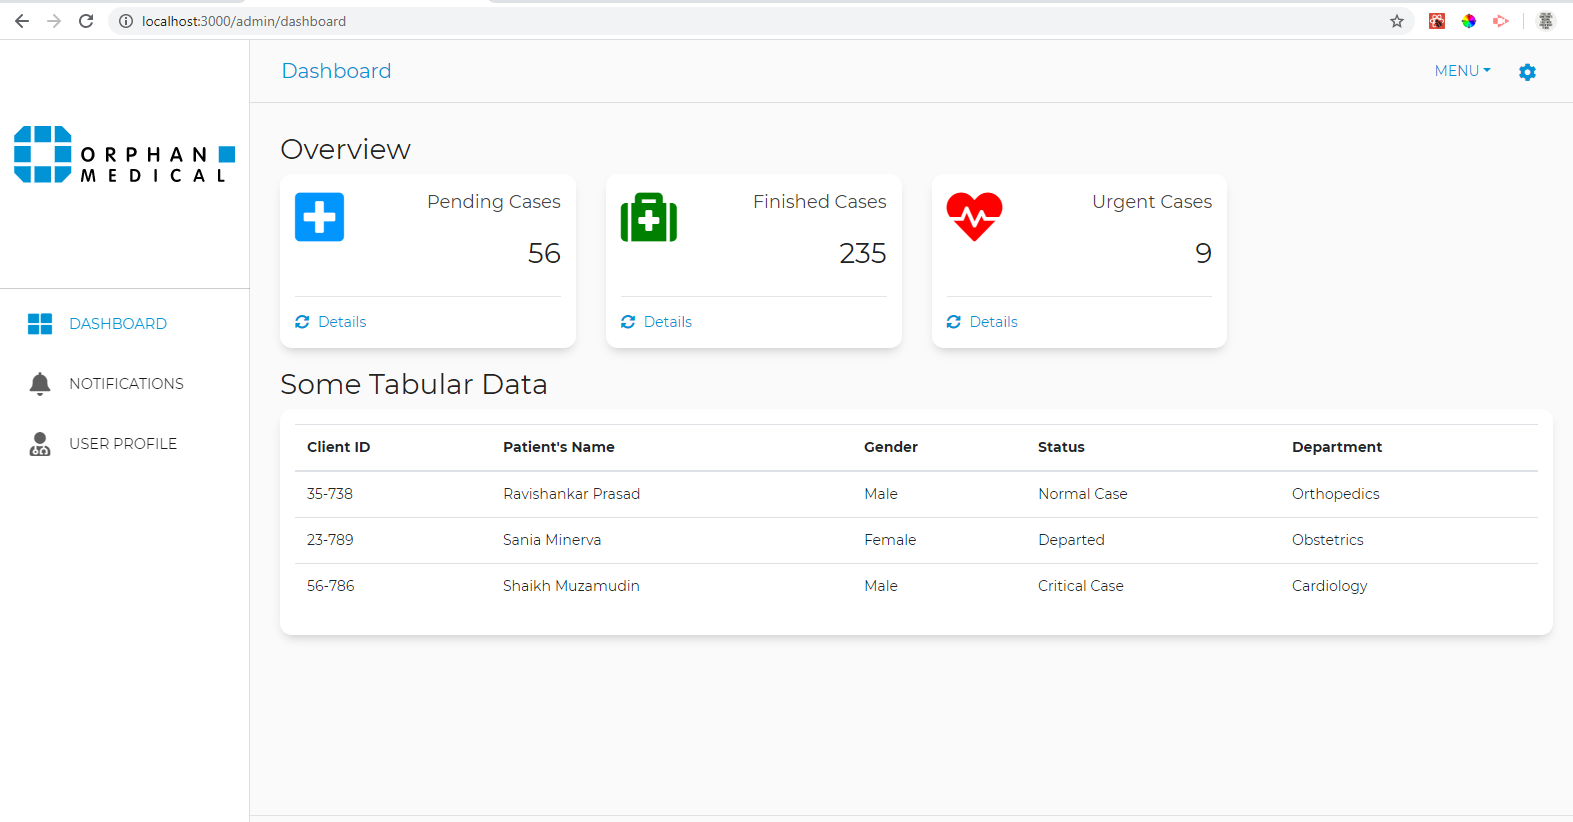 localhost:3000/admin/dashboard
Dashboard
MENU
ORPHAN
MEDICAL
DASHBOARD
NOTIFICATIONS
USER PROFILE
Overview
Pending Cases
56
Details
Finished Cases
235
Details
Urgent Cases
9
Details
Some Tabular Data
Client ID Patient's Name Gender Status Department
35-738 Ravishankar Prasad Male Normal Case Orthopedics
23-789 Sania Minerva Female Departed Obstetrics
56-786 Shaikh Muzamudin Male Critical Case Cardiology